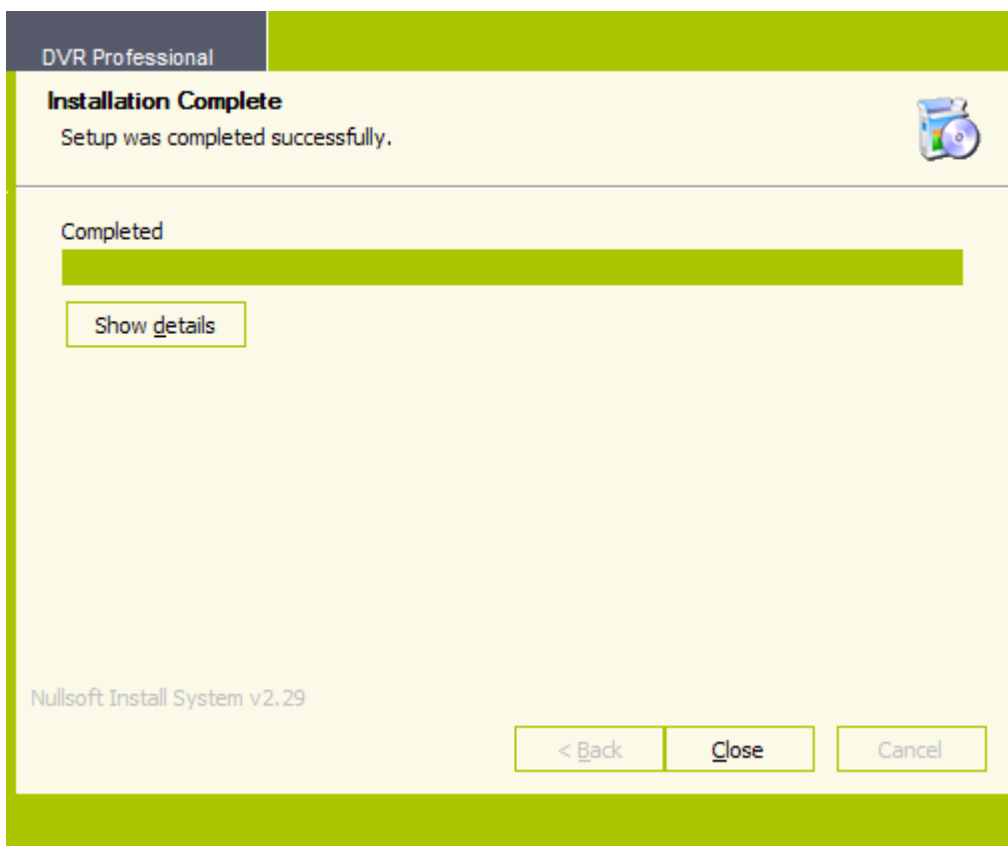 DVR Professional
Installation Complete
Setup was completed successfully.
Completed
Show details
Nullsoft Install System v2.29
< Back
Close
Cancel